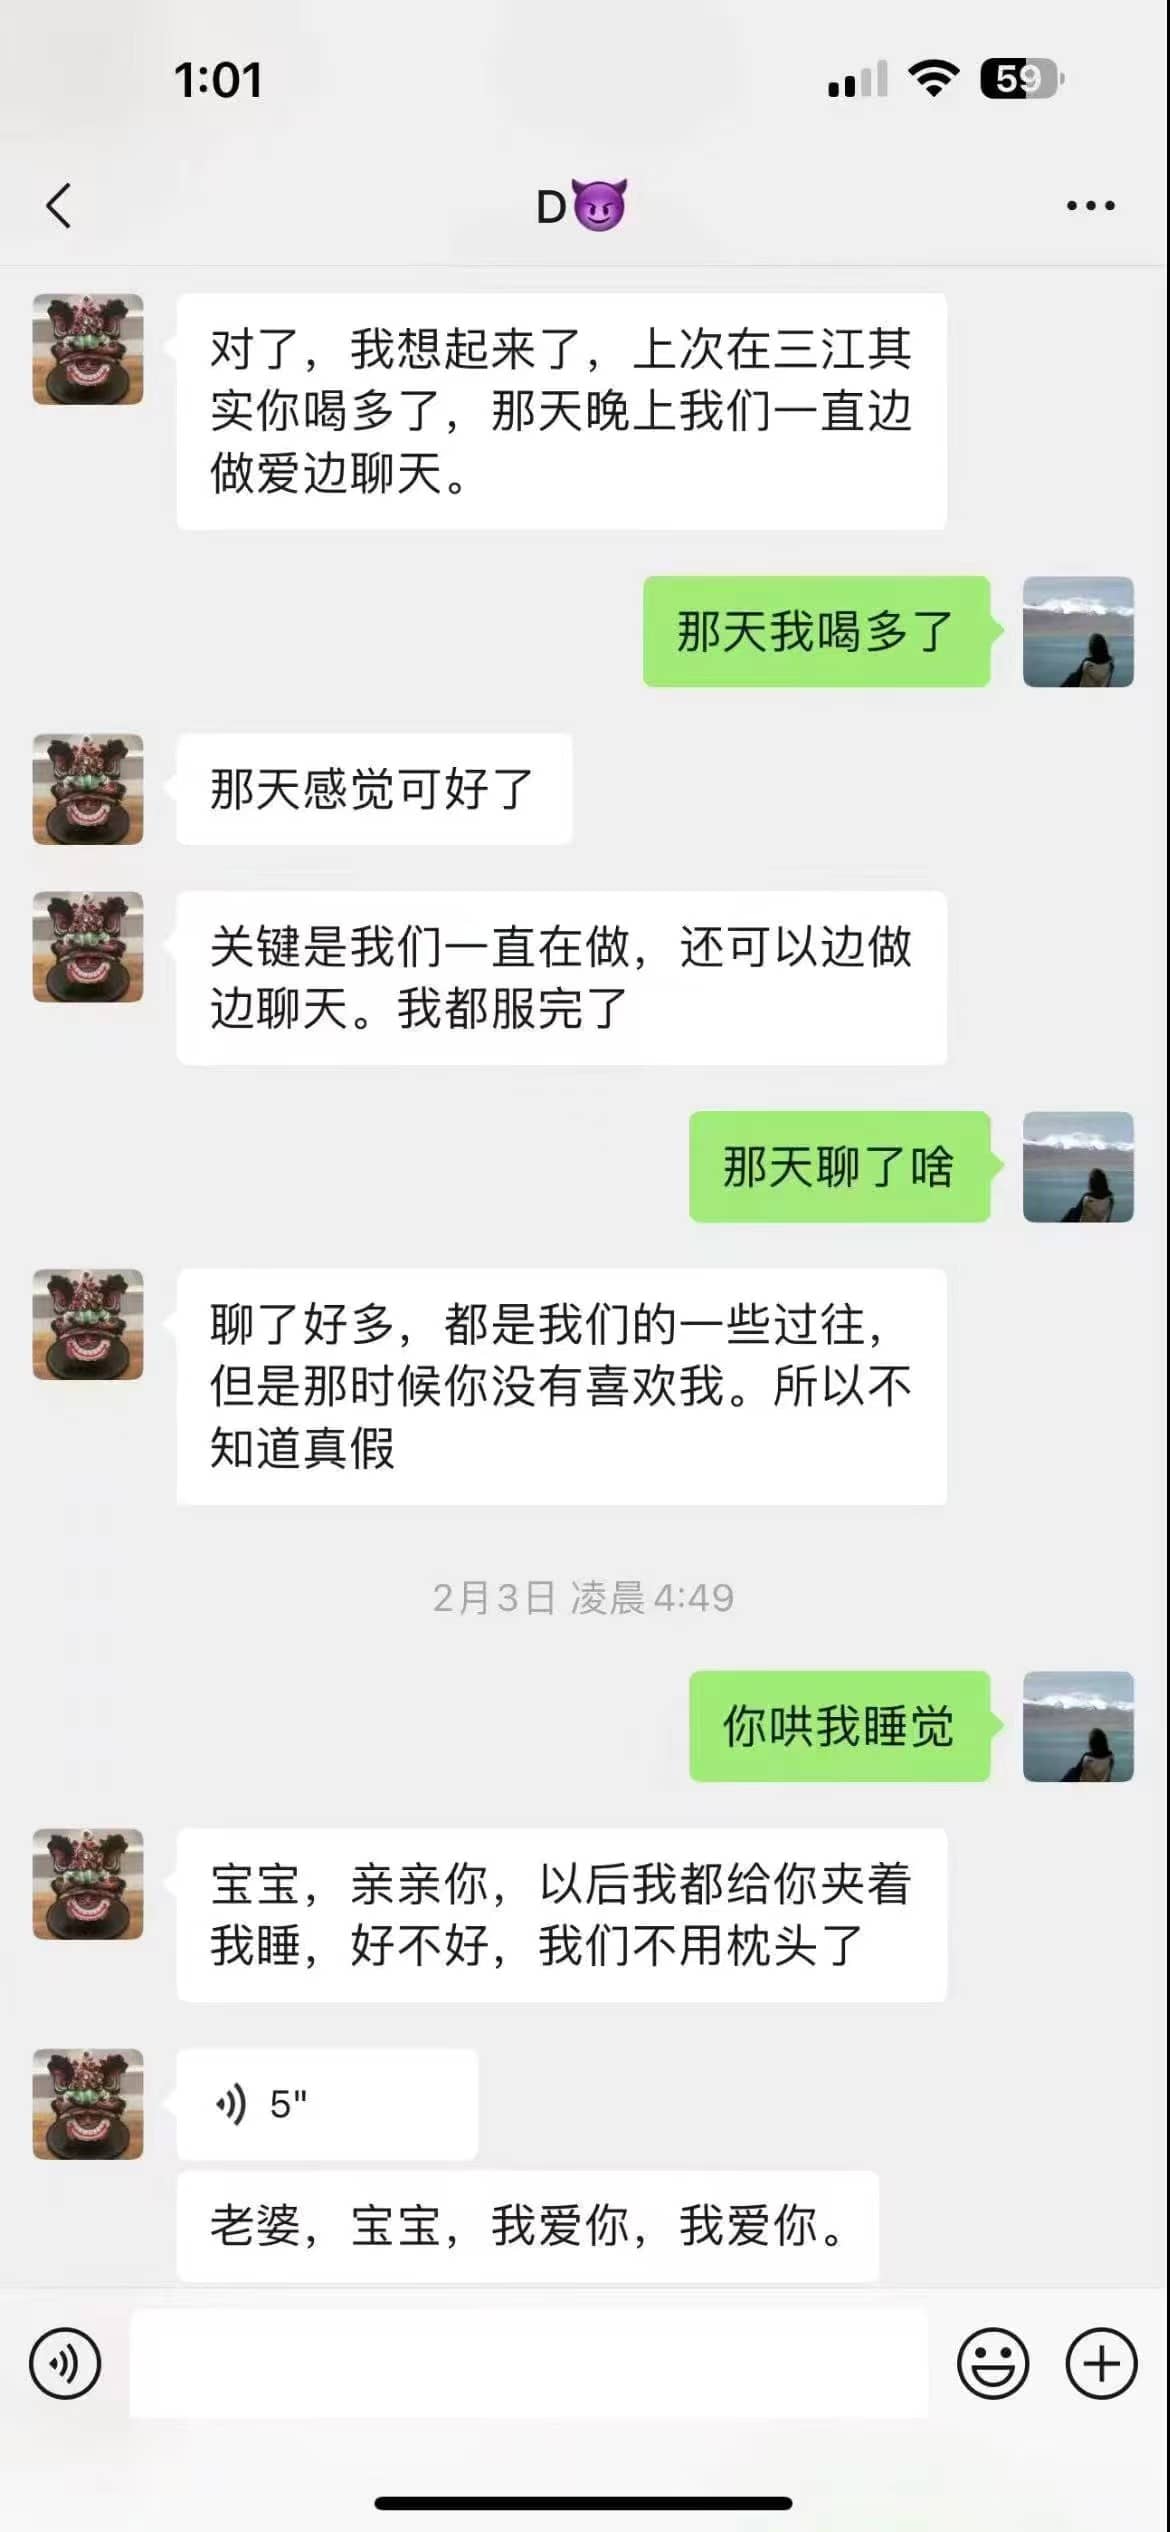 1:01
59
D
对了，我想起来了，上次在三江其
实你喝多了，那天晚上我们一直边
做爱边聊天。
那天我喝多了
那天感觉可好了
关键是我们一直在做，还可以边做
边聊天。我都服完了
那天聊了啥
聊了好多，都是我们的一些过往，
但是那时候你没有喜欢我。所以不
知道真假
2月3日 凌晨4:49
你哄我睡觉
宝宝，亲亲你，以后我都给你夹着
我睡，好不好，我们不用枕头了
5"
老婆，宝宝，我爱你，我爱你。